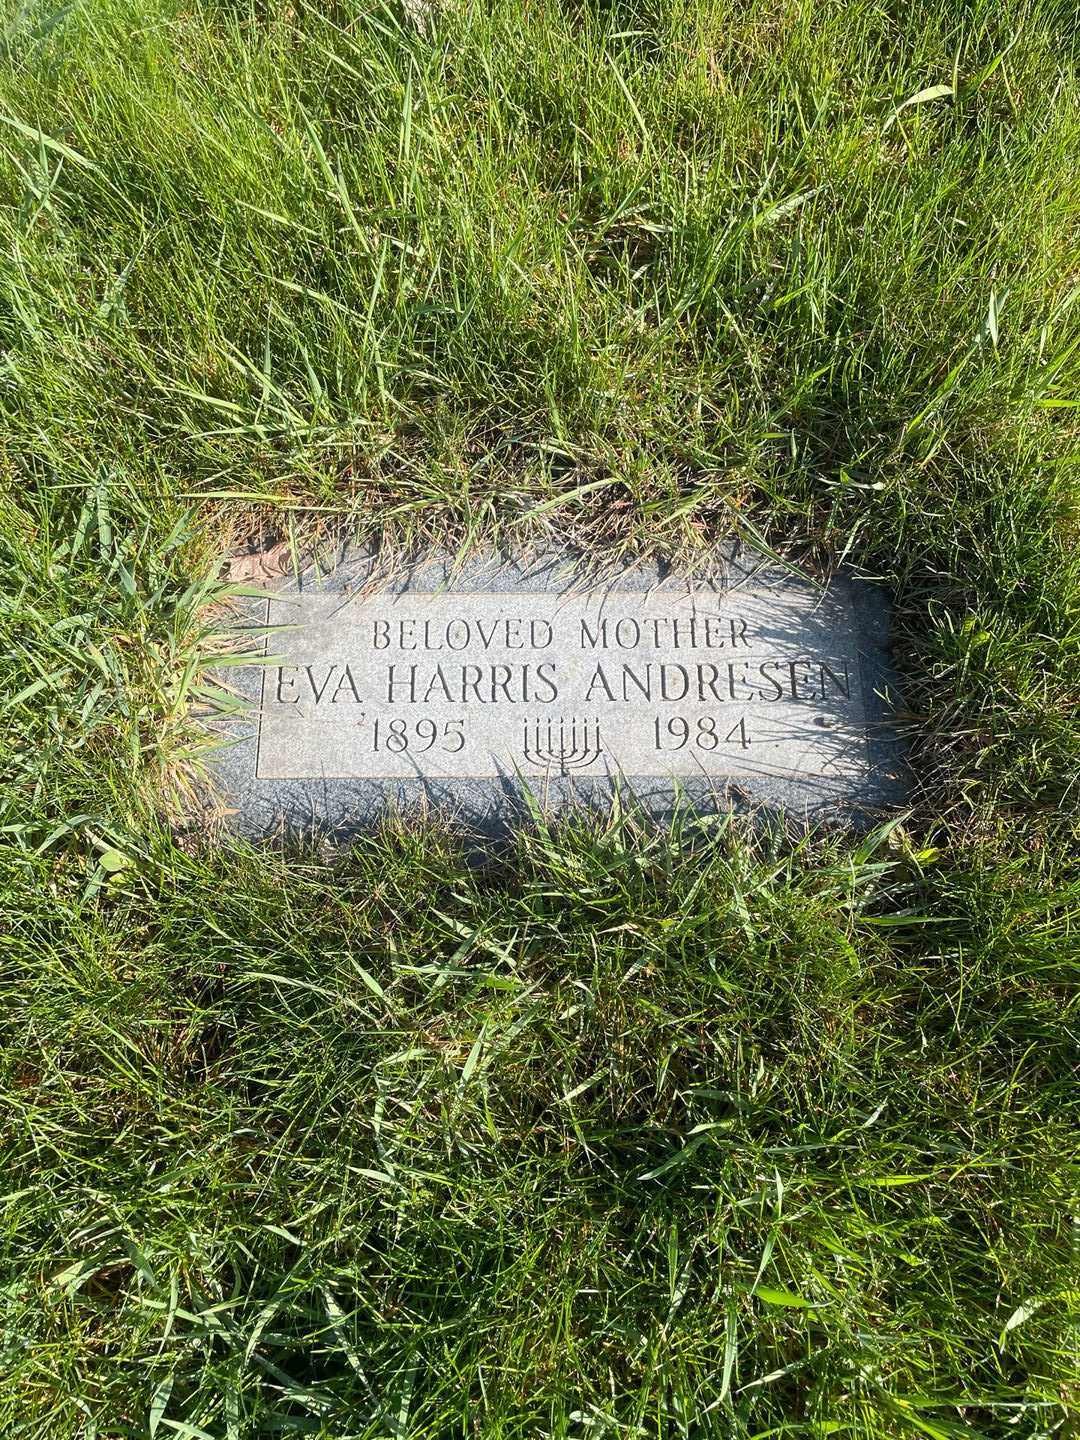 BELOVED MOTHER
EVA HARRIS ANDRESEN
1895 1984